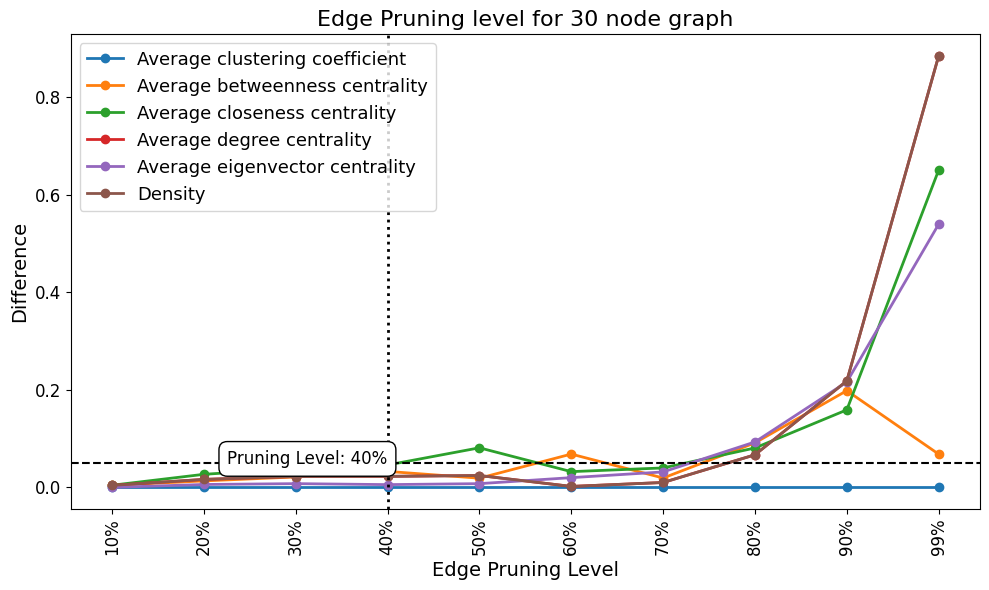 Edge Pruning level for 30 node graph
Average clustering coefficient
Average betweenness centrality
Average closeness centrality
Average degree centrality
Average eigenvector centrality
Density
Difference
0.8
0.6
0.4
0.2
0.0
Pruning Level: 40%
10%
20%
30%
40%
50%
60%
70%
80%
90%
99%
Edge Pruning Level